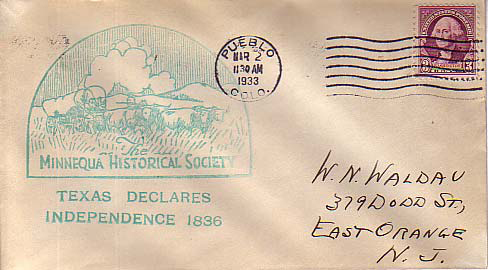 PUEBLO
MAR 2
1130 AM
1933
COLO.
3
The
MINNEQUA HISTORICAL SOCIETY
TEXAS DECLARES
INDEPENDENCE 1836
W. N. WALDAU
379 DODD ST.,
EAST ORANGE
N. J.